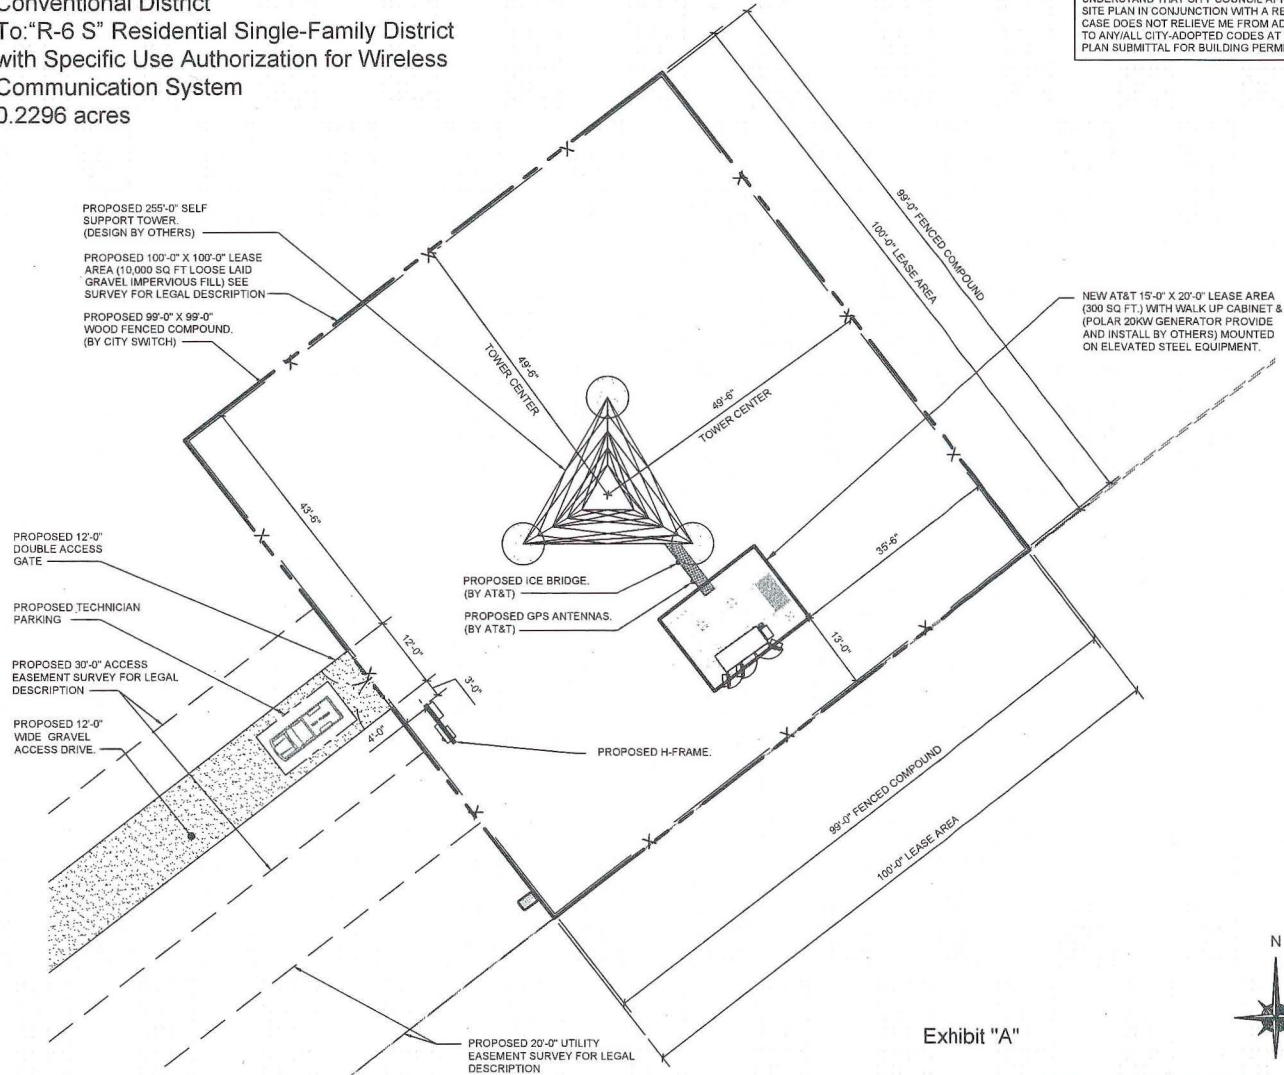 Conventional District
To:"R-6 S" Residential Single-Family District
with Specific Use Authorization for Wireless
Communication System
0.2296 acres
SITE PLAN IN CONJUNCTION WITH A RE
CASE DOES NOT RELIEVE ME FROM AD
TO ANY/ALL CITY-ADOPTED CODES AT
PLAN SUBMITTAL FOR BUILDING PERM
PROPOSED 255'-0" SELF
SUPPORT TOWER.
(DESIGN BY OTHERS)
PROPOSED 100'-0" X 100'-0" LEASE
AREA (10,000 SQ FT LOOSE LAID
GRAVEL IMPERVIOUS FILL) SEE
SURVEY FOR LEGAL DESCRIPTION
PROPOSED 99'-0" X 99'-0"
WOOD FENCED COMPOUND.
(BY CITY SWITCH)
99'-0" FENCED COMPOUND
100'-0" LEASE AREA
NEW AT&T 15'-0" X 20'-0" LEASE AREA
(300 SQ FT.) WITH WALK UP CABINET &
(POLAR 20KW GENERATOR PROVIDE
AND INSTALL BY OTHERS) MOUNTED
ON ELEVATED STEEL EQUIPMENT.
49'-6"
TOWER CENTER
49'-6"
TOWER CENTER
43'-6"
35'-6"
PROPOSED 12'-0"
DOUBLE ACCESS
GATE
PROPOSED TECHNICIAN
PARKING
PROPOSED 30'-0" ACCESS
EASEMENT SURVEY FOR LEGAL
DESCRIPTION
PROPOSED 12'-0"
WIDE GRAVEL
ACCESS DRIVE.
PROPOSED ICE BRIDGE.
(BY AT&T)
PROPOSED GPS ANTENNAS.
(BY AT&T)
12'-0"
3'-0"
4'-0"
13'-0"
PROPOSED H-FRAME.
99'-0" FENCED COMPOUND
100'-0" LEASE AREA
PROPOSED 20'-0" UTILITY
EASEMENT SURVEY FOR LEGAL
DESCRIPTION
Exhibit "A"
N